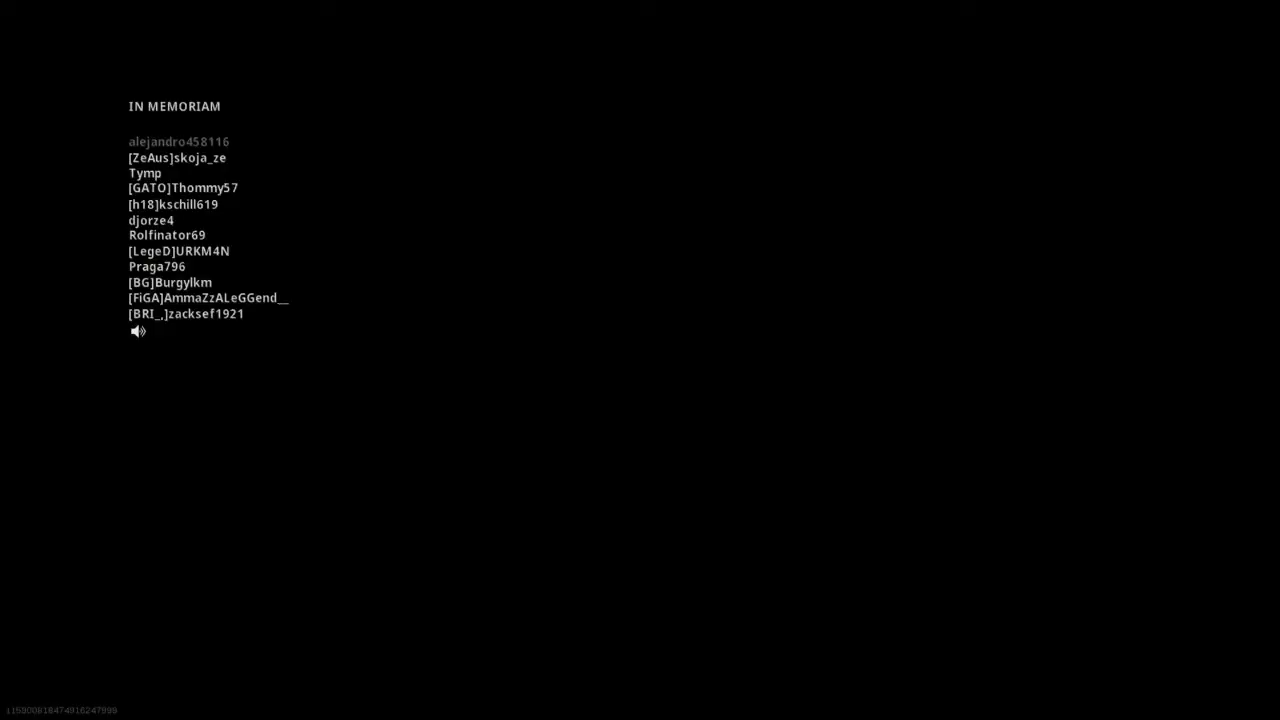 IN MEMORIAM
alejandro458116
[ZeAus]skoja_ze
Tymp
[GATO]Thommy57
[h18]kschill619
djorze4
Rolfinator69
[LegeD]URKM4N
Praga796
[BG]Burgylkm
[FiGA]AmmaZzALeGGend__
[BRI_,]zacksef1921